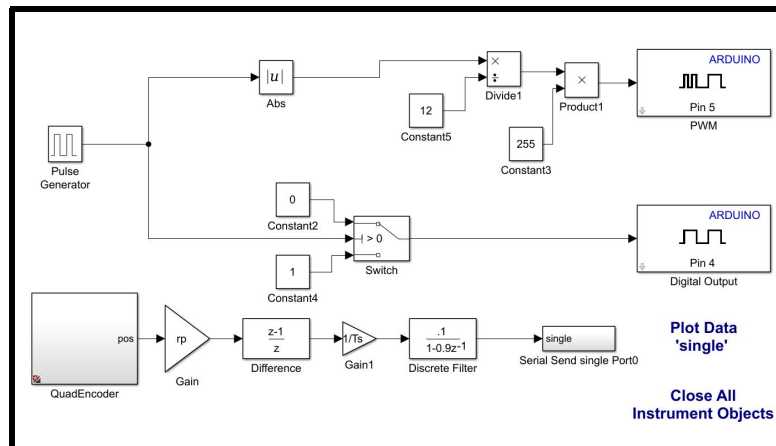 |u|
Abs
×
÷
Divide1
12
Constant5
×
Product1
255
Constant3
ARDUINO
Pin 5
PWM
Pulse
Generator
0
Constant2
> 0
Switch
1
Constant4
ARDUINO
Pin 4
Digital Output
pos
QuadEncoder
rp
Gain
z-1
z
Difference
1/Ts
Gain1
.1
1-0.9z-1
Discrete Filter
single
Serial Send single Port0
Plot Data
'single'
Close All
Instrument Objects